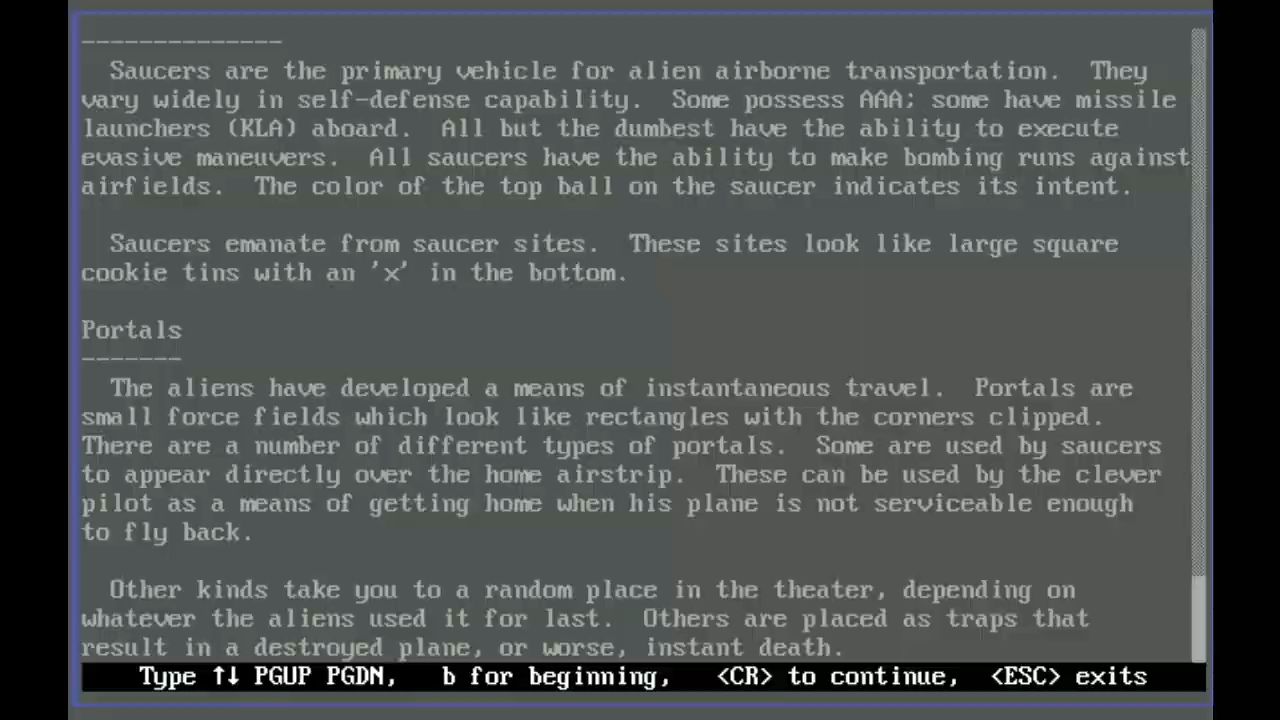 --------------
Saucers are the primary vehicle for alien airborne transportation. They
vary widely in self-defense capability. Some possess AAA; some have missile
launchers (KLA) aboard. All but the dumbest have the ability to execute
evasive maneuvers. All saucers have the ability to make bombing runs against
airfields. The color of the top ball on the saucer indicates its intent.
Saucers emanate from saucer sites. These sites look like large square
cookie tins with an 'x' in the bottom.
Portals
-------
The aliens have developed a means of instantaneous travel. Portals are
small force fields which look like rectangles with the corners clipped.
There are a number of different types of portals. Some are used by saucers
to appear directly over the home airstrip. These can be used by the clever
pilot as a means of getting home when his plane is not serviceable enough
to fly back.
Other kinds take you to a random place in the theater, depending on
whatever the aliens used it for last. Others are placed as traps that
result in a destroyed plane, or worse, instant death.
Type ↑↓ PGUP PGDN, b for beginning, <CR> to continue, <ESC> exits